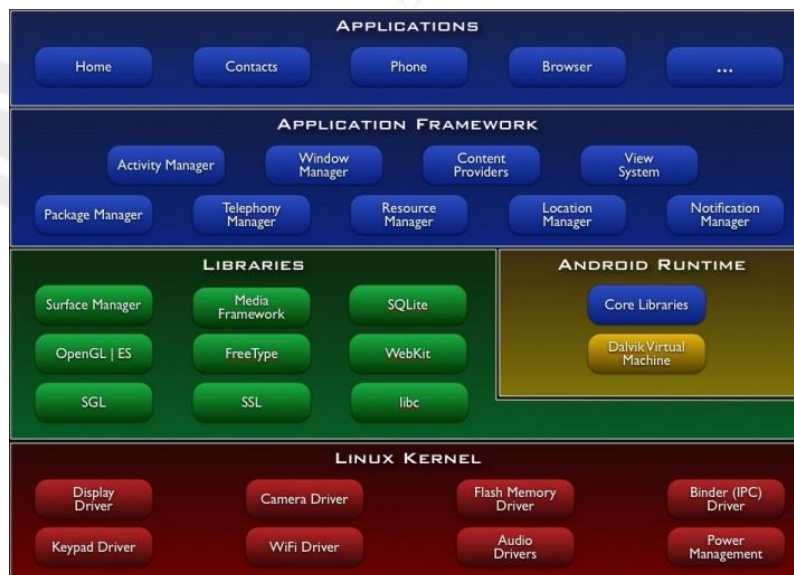 APPLICATIONS
Home
Contacts
Phone
Browser
...
APPLICATION FRAMEWORK
Activity Manager
Window
Manager
Content
Providers
View
System
Package Manager
Telephony
Manager
Resource
Manager
Location
Manager
Notification
Manager
LIBRARIES
Surface Manager
Media
Framework
SQLite
OpenGL | ES
FreeType
WebKit
SGL
SSL
libc
ANDROID RUNTIME
Core Libraries
Dalvik Virtual
Machine
LINUX KERNEL
Display
Driver
Camera Driver
Flash Memory
Driver
Binder (IPC)
Driver
Keypad Driver
WiFi Driver
Audio
Drivers
Power
Management